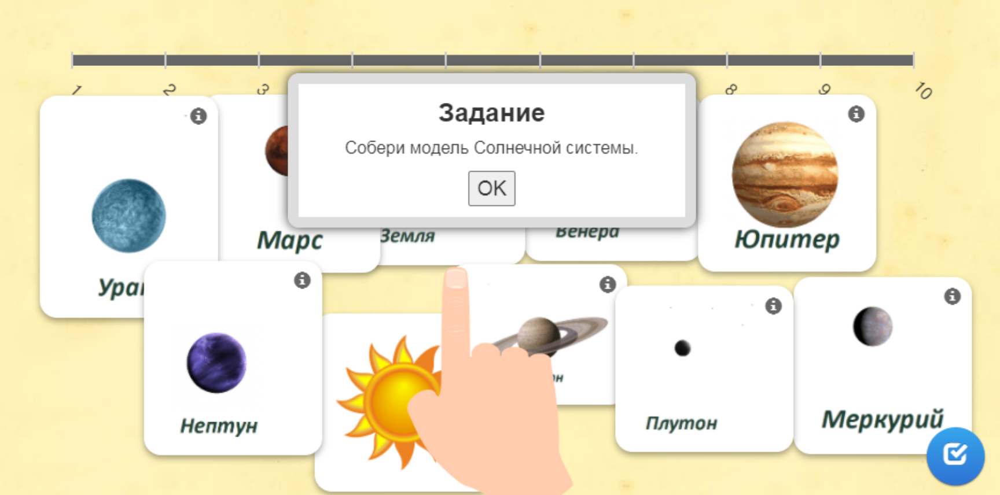 1 2 3 8 9 10
Задание
Собери модель Солнечной системы.
OK
Марс
Земля
Венера
Юпитер
Нептун
Плутон
Меркурий